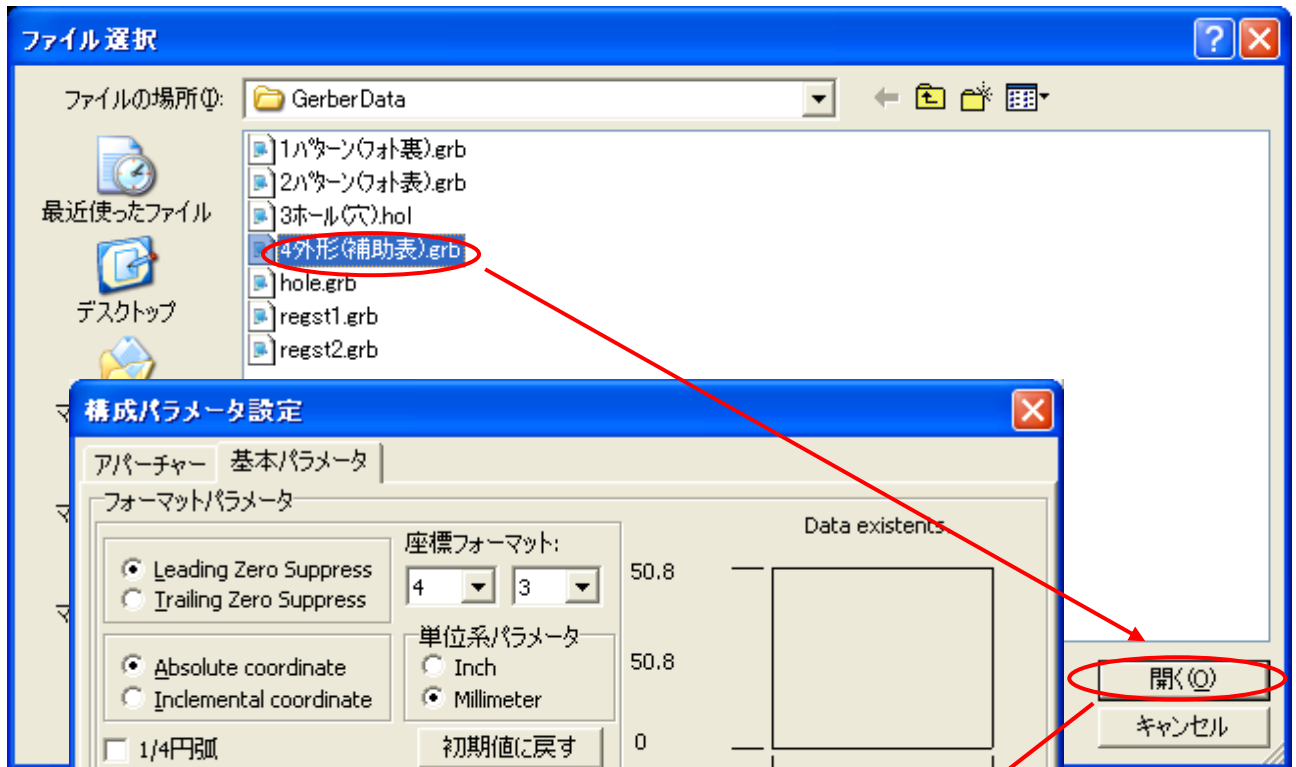 ファイル選択
ファイルの場所(I):
GerberData
1パターン(フォト裏).grb
2パターン(フォト表).grb
3ホール(穴).hol
4外形(補助表).grb
hole.grb
regst1.grb
regst2.grb
最近使ったファイル
デスクトップ
マ
マ
マ
構成パラメータ設定
アパーチャー
基本パラメータ
フォーマットパラメータ
Leading Zero Suppress
Trailing Zero Suppress
座標フォーマット:
4
3
Absolute coordinate
Inclemental coordinate
単位系パラメータ
Inch
Millimeter
1/4円弧
初期値に戻す
Data existents.
50.8
50.8
0
開く(O)
キャンセル